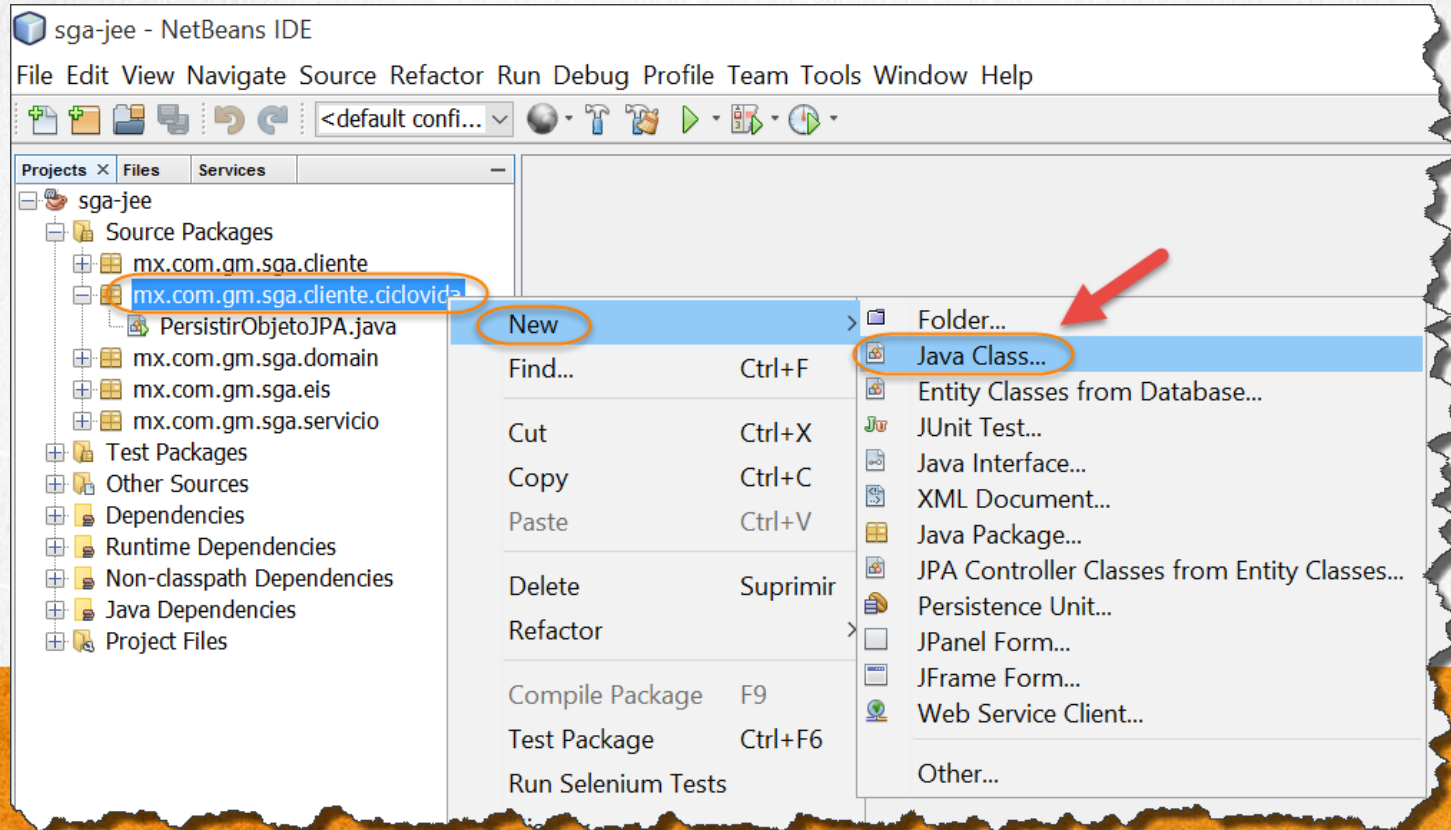 sga-jee - NetBeans IDE
File Edit View Navigate Source Refactor Run Debug Profile Team Tools Window Help
<default confi...
Projects Files Services
sga-jee
Source Packages
mx.com.gm.sga.cliente
mx.com.gm.sga.cliente.ciclovida
PersistirObjetoJPA.java
mx.com.gm.sga.domain
mx.com.gm.sga.eis
mx.com.gm.sga.servicio
Test Packages
Other Sources
Dependencies
Runtime Dependencies
Non-classpath Dependencies
Java Dependencies
Project Files
New
Find... Ctrl+F
Cut Ctrl+X
Copy Ctrl+C
Paste Ctrl+V
Delete Suprimir
Refactor
Compile Package F9
Test Package Ctrl+F6
Run Selenium Tests
Folder...
Java Class...
Entity Classes from Database...
JUnit Test...
Java Interface...
XML Document...
Java Package...
JPA Controller Classes from Entity Classes...
Persistence Unit...
JPanel Form...
JFrame Form...
Web Service Client...
Other...